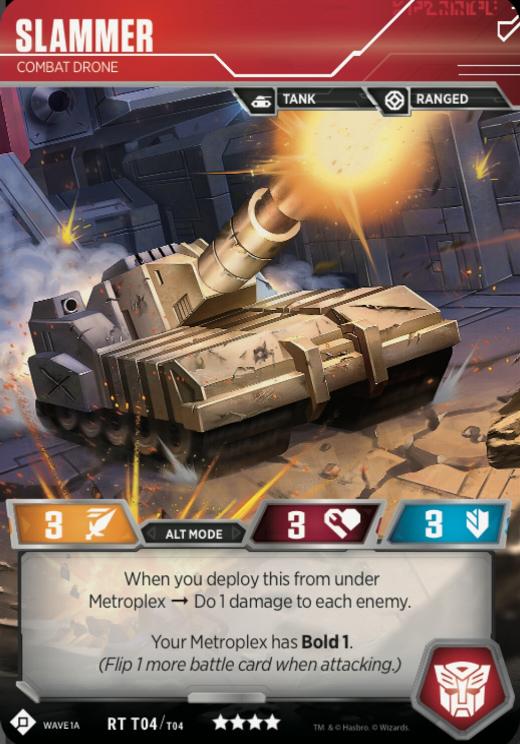 SLAMMER
COMBAT DRONE
TANK
RANGED
3
ALT MODE
3
3
When you deploy this from under
Metroplex → Do 1 damage to each enemy.
Your Metroplex has Bold 1.
(Flip 1 more battle card when attacking.)
WAVE 1A
RT T04/T04
TM & © Hasbro. © Wizards.